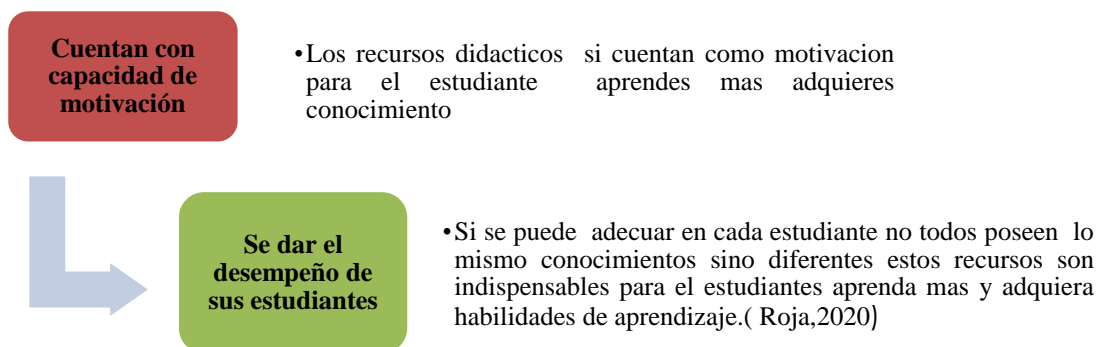 Cuentan con
capacidad de
motivación
•Los recursos didacticos si cuentan como motivacion
para el estudiante aprendes mas adquieres
conocimiento
Se dar el
desempeño de
sus estudiantes
•Si se puede adecuar en cada estudiante no todos poseen lo
mismo conocimientos sino diferentes estos recursos son
indispensables para el estudiantes aprenda mas y adquiera
habilidades de aprendizaje.( Roja,2020)